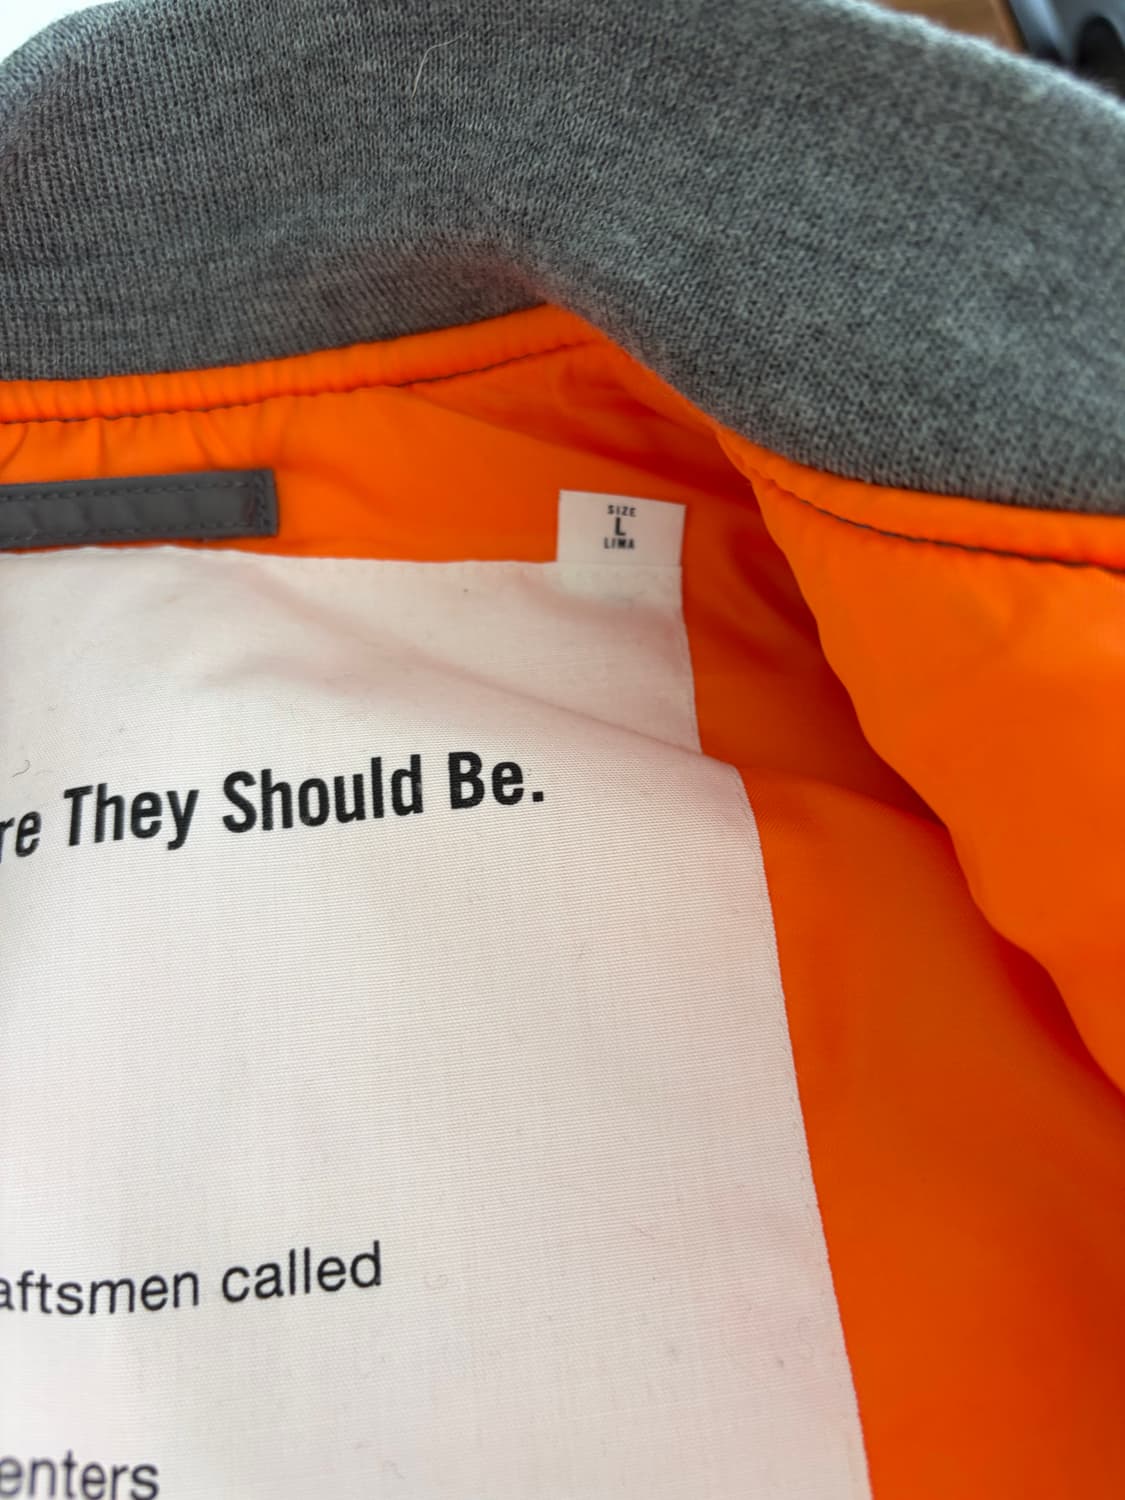 SIZE
L
LIMA
re They Should Be.
aftsmen called
enters